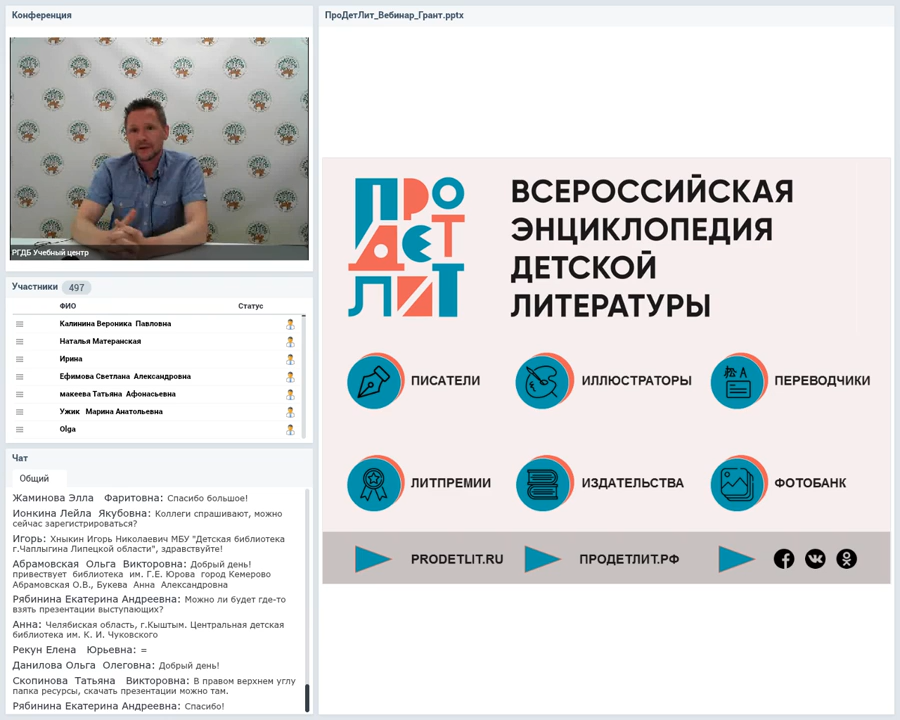 Конференция
РГДБ Учебный центр
Участники 497
ФИО Статус
Калинина Вероника Павловна
Наталья Матеранская
Ирина
Ефимова Светлана Александровна
макеева Татьяна Афонасьевна
Ужик Марина Анатольевна
Olga
Чат
Общий
Жаминова Элла Фаритовна: Спасибо большое!
Ионкина Лейла Якубовна: Коллеги спрашивают, можно
сейчас зарегистрироваться?
Игорь: Хныкин Игорь Николаевич МБУ "Детская библиотека
г.Чаплыгина Липецкой области", здравствуйте!
Абрамовская Ольга Викторовна: Добрый день!
привествует библиотека им. Г.Е. Юрова город Кемерово
Абрамовская О.В., Букева Анна Александровна
Рябинина Екатерина Андреевна: Можно ли будет где-то
взять презентации выступающих?
Анна: Челябиская область, г.Кыштым. Центральная детская
библиотека им. К. И. Чуковского
Рекун Елена Юрьевна: =
Данилова Ольга Олеговна: Добрый день!
Скопинова Татьяна Викторовна: В правом верхнем углу
папка ресурсы, скачать презентации можно там.
Рябинина Екатерина Андреевна: Спасибо!
ПроДетЛит_Вебинар_Грант.pptx
ПРО
ДЕТ
ЛИТ
ВСЕРОССИЙСКАЯ
ЭНЦИКЛОПЕДИЯ
ДЕТСКОЙ
ЛИТЕРАТУРЫ
ПИСАТЕЛИ
ИЛЛЮСТРАТОРЫ
ПЕРЕВОДЧИКИ
ЛИТПРЕМИИ
ИЗДАТЕЛЬСТВА
ФОТОБАНК
PRODETLIT.RU
ПРОДЕТЛИТ.РФ